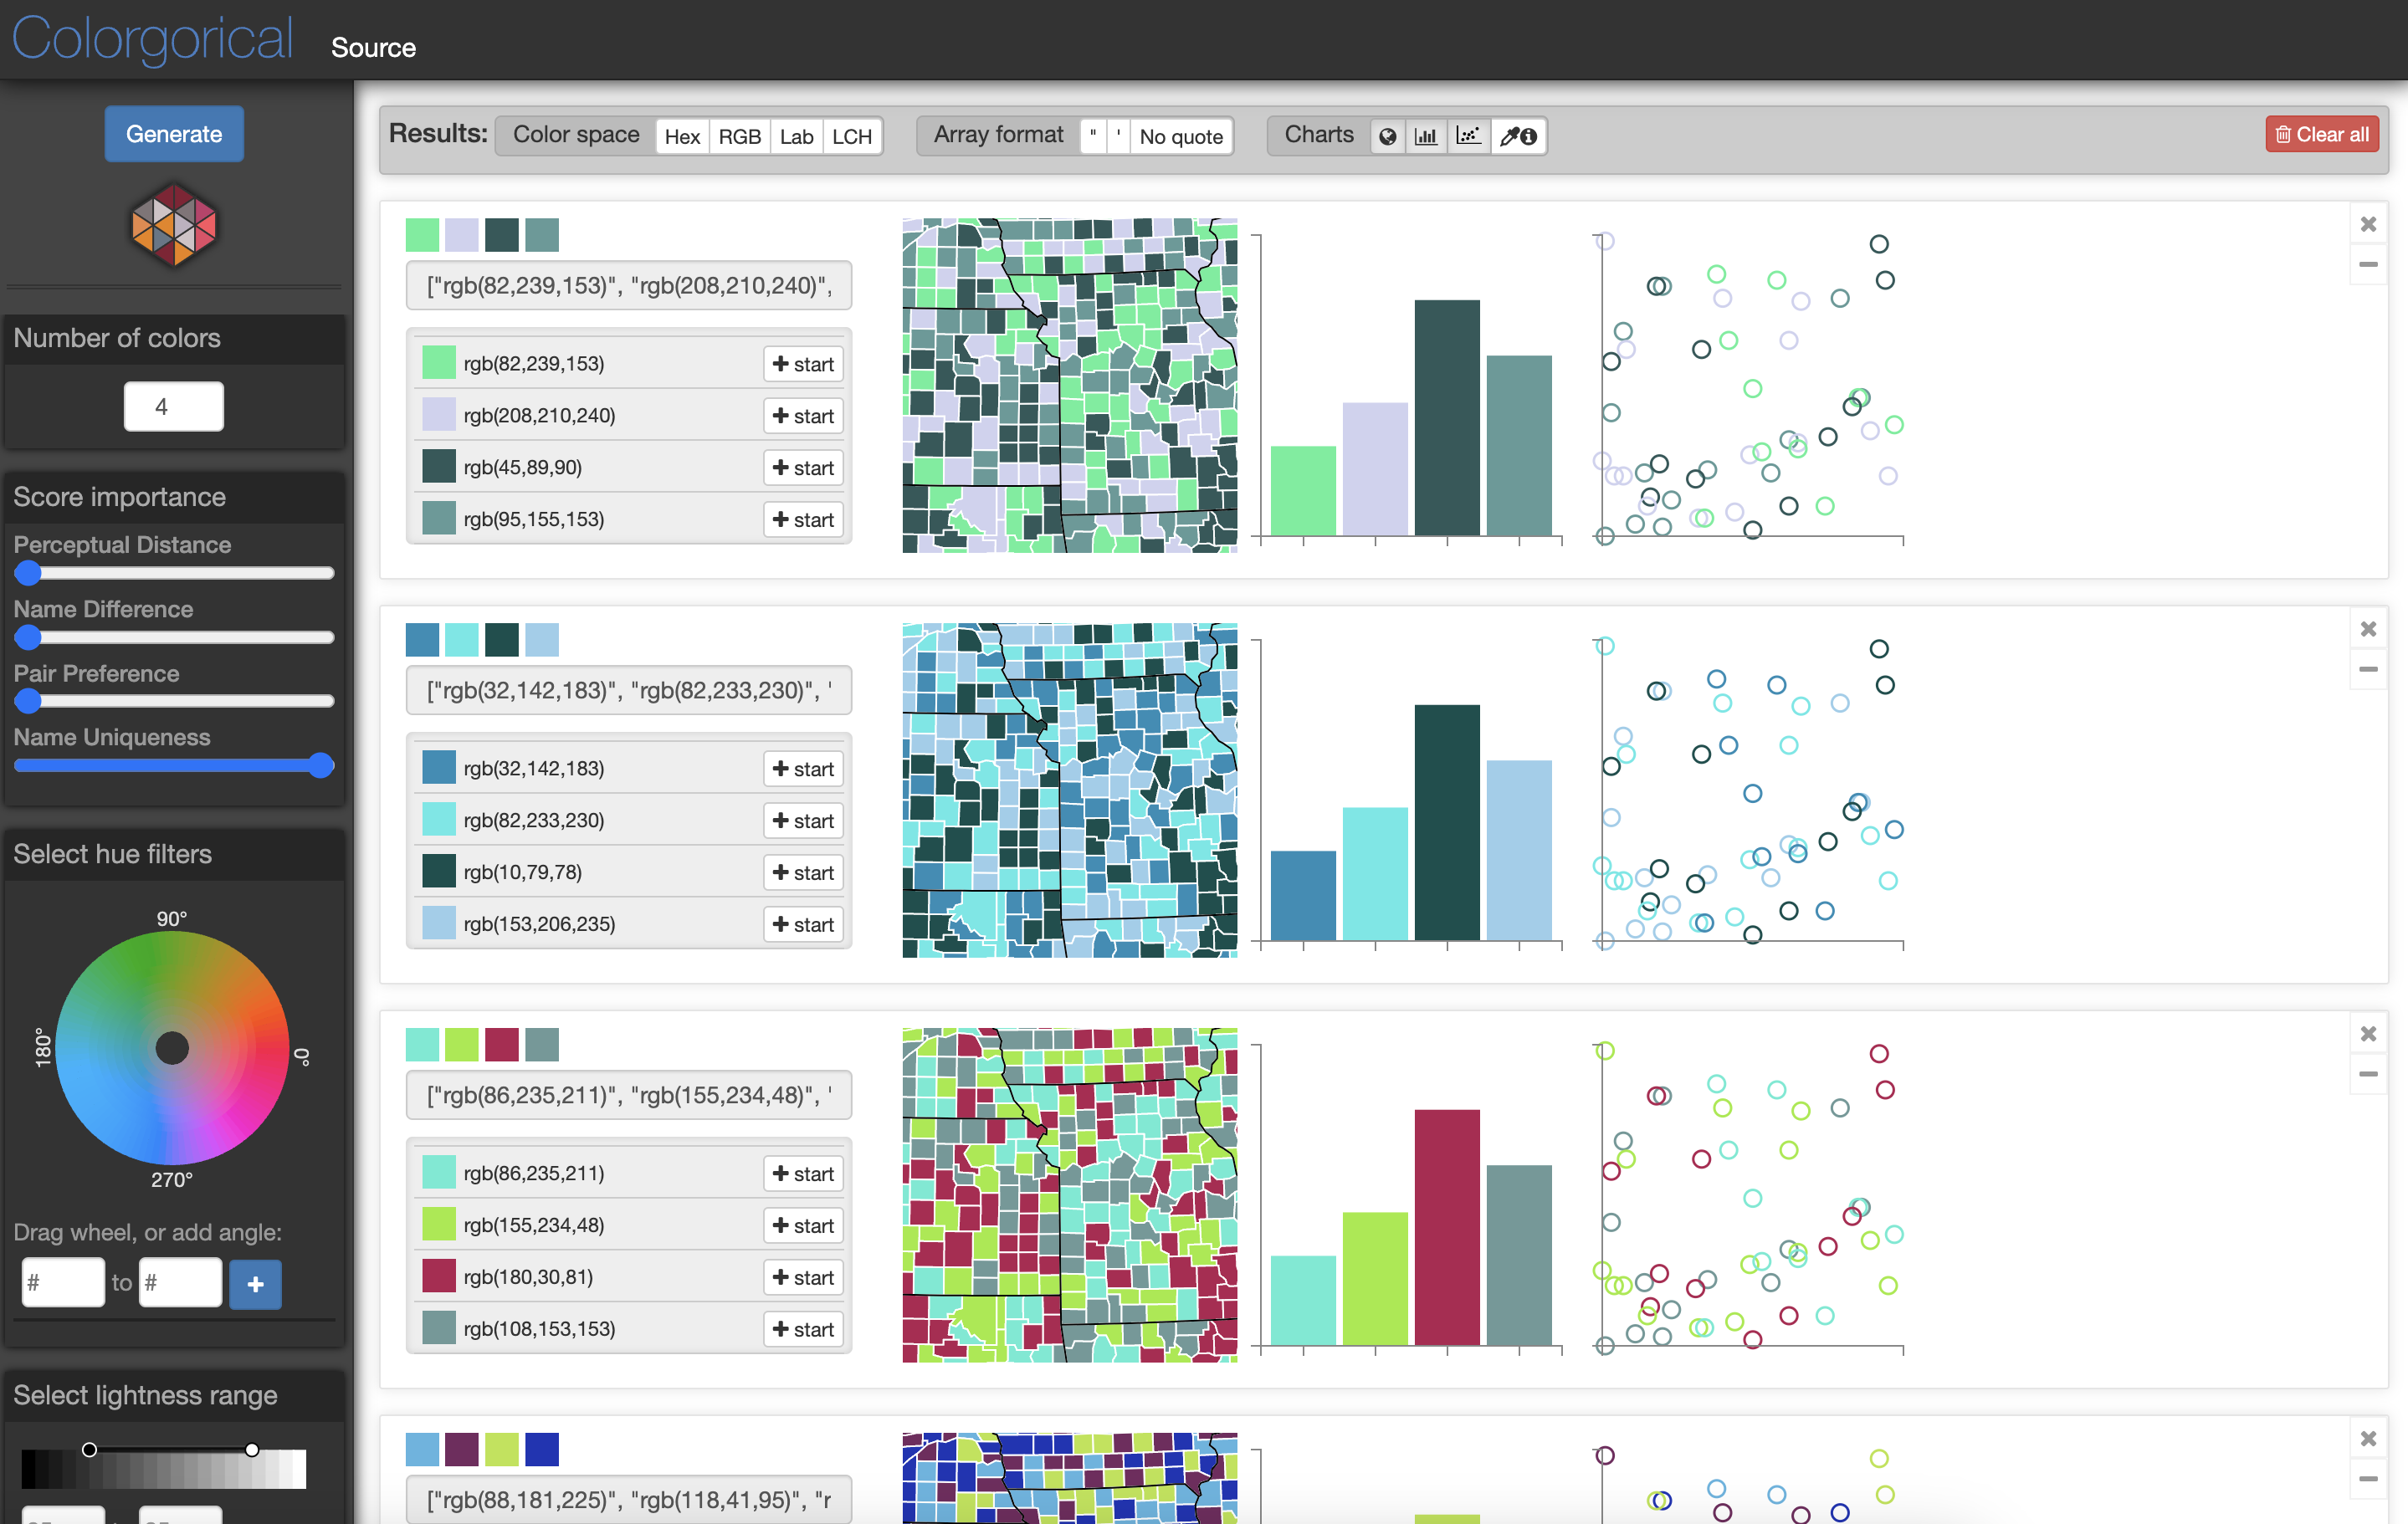 Colorgorical
Source
Generate
Number of colors
4
Score importance
Perceptual Distance
Name Difference
Pair Preference
Name Uniqueness
Select hue filters
90°
180°
0°
270°
Drag wheel, or add angle:
# to # +
Select lightness range
Results: Color space Hex RGB Lab LCH Array format " ' No quote Charts Clear all
["rgb(82,239,153)", "rgb(208,210,240)",
rgb(82,239,153) + start
rgb(208,210,240) + start
rgb(45,89,90) + start
rgb(95,155,153) + start
["rgb(32,142,183)", "rgb(82,233,230)", '
rgb(32,142,183) + start
rgb(82,233,230) + start
rgb(10,79,78) + start
rgb(153,206,235) + start
["rgb(86,235,211)", "rgb(155,234,48)", '
rgb(86,235,211) + start
rgb(155,234,48) + start
rgb(180,30,81) + start
rgb(108,153,153) + start
["rgb(88,181,225)", "rgb(118,41,95)", "r